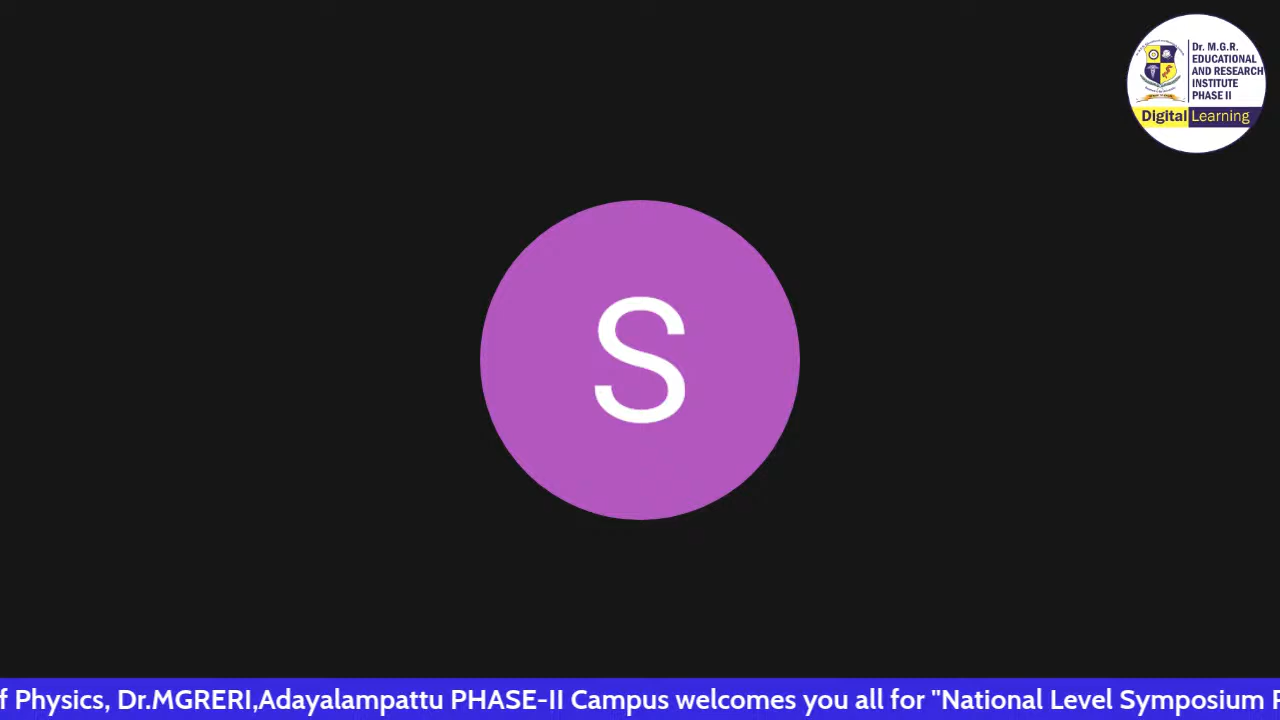 Dr. M.G.R.
EDUCATIONAL
AND RESEARCH
INSTITUTE
PHASE II
Digital Learning
S
f Physics, Dr.MGRERI,Adayalampattu PHASE-II Campus welcomes you all for "National Level Symposium